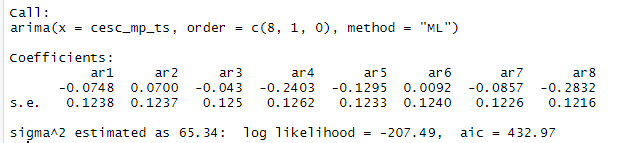 Call:
arima(x = cesc_mp_ts, order = c(8, 1, 0), method = "ML")
Coefficients:
ar1 ar2 ar3 ar4 ar5 ar6 ar7 ar8
-0.0748 0.0700 -0.043 -0.2403 -0.1295 0.0092 -0.0857 -0.2832
s.e. 0.1238 0.1237 0.125 0.1262 0.1233 0.1240 0.1226 0.1216
sigma^2 estimated as 65.34: log likelihood = -207.49, aic = 432.97